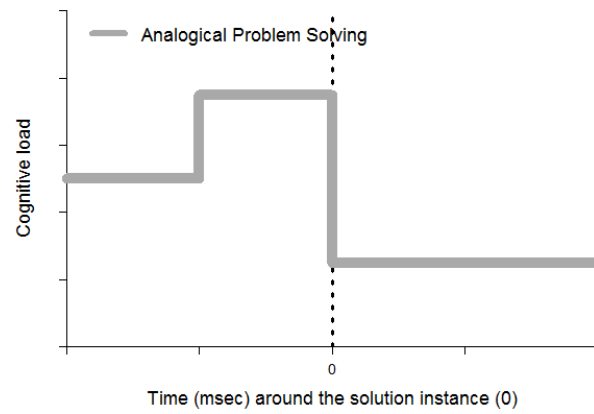 Analogical Problem Solving
Cognitive load
0
Time (msec) around the solution instance (0)